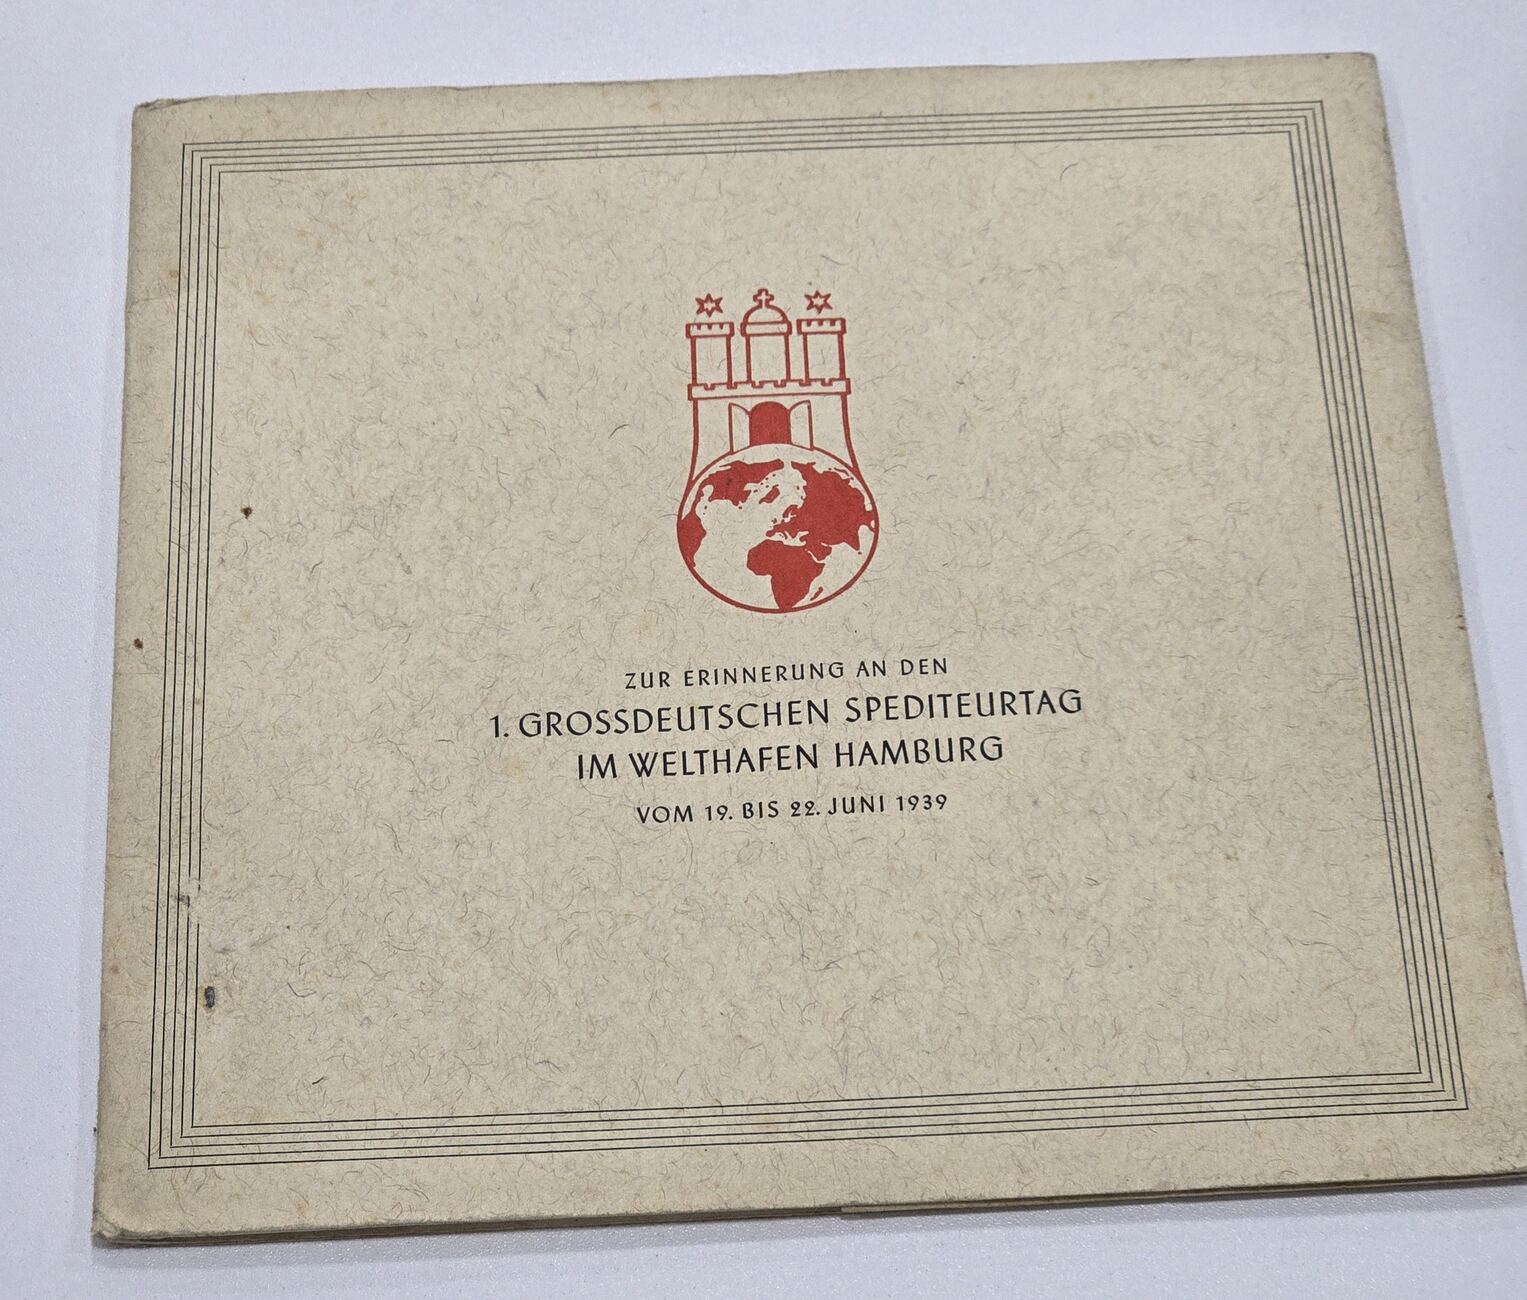 ZUR ERINNERUNG AN DEN
1. GROSSDEUTSCHEN SPEDITEURTAG
IM WELTHAFEN HAMBURG
VOM 19. BIS 22. JUNI 1939